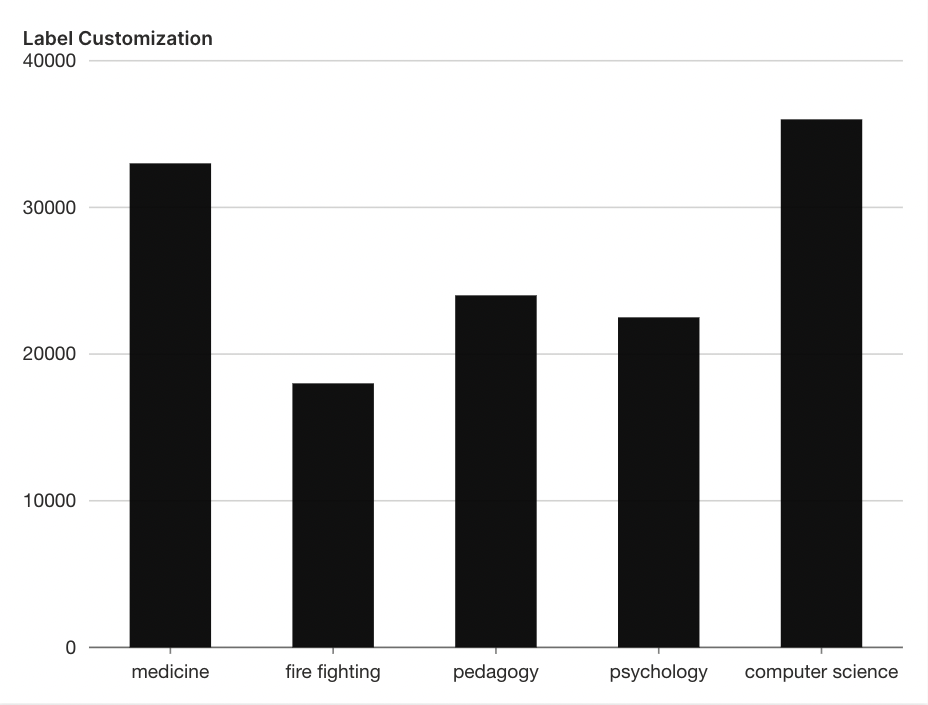 Label Customization
40000
30000
20000
10000
0
medicine fire fighting pedagogy psychology computer science